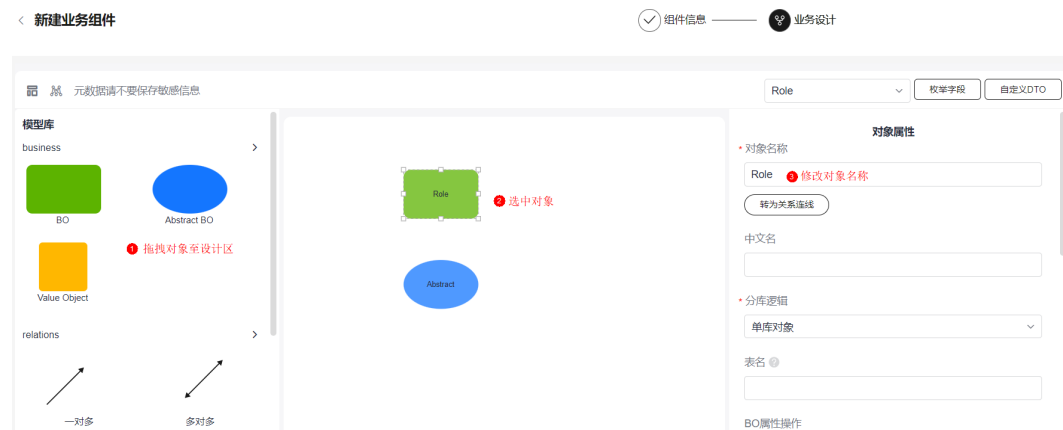 新建业务组件
组件信息
业务设计
元数据请不要保存敏感信息
Role
枚举字段
自定义DTO
模型库
business
BO
Abstract BO
1 拖拽对象至设计区
Value Object
relations
一对多
多对多
Role
2 选中对象
Abstract
对象属性
* 对象名称
Role
3 修改对象名称
转为关系连线
中文名
* 分库逻辑
单库对象
表名 ?
BO属性操作